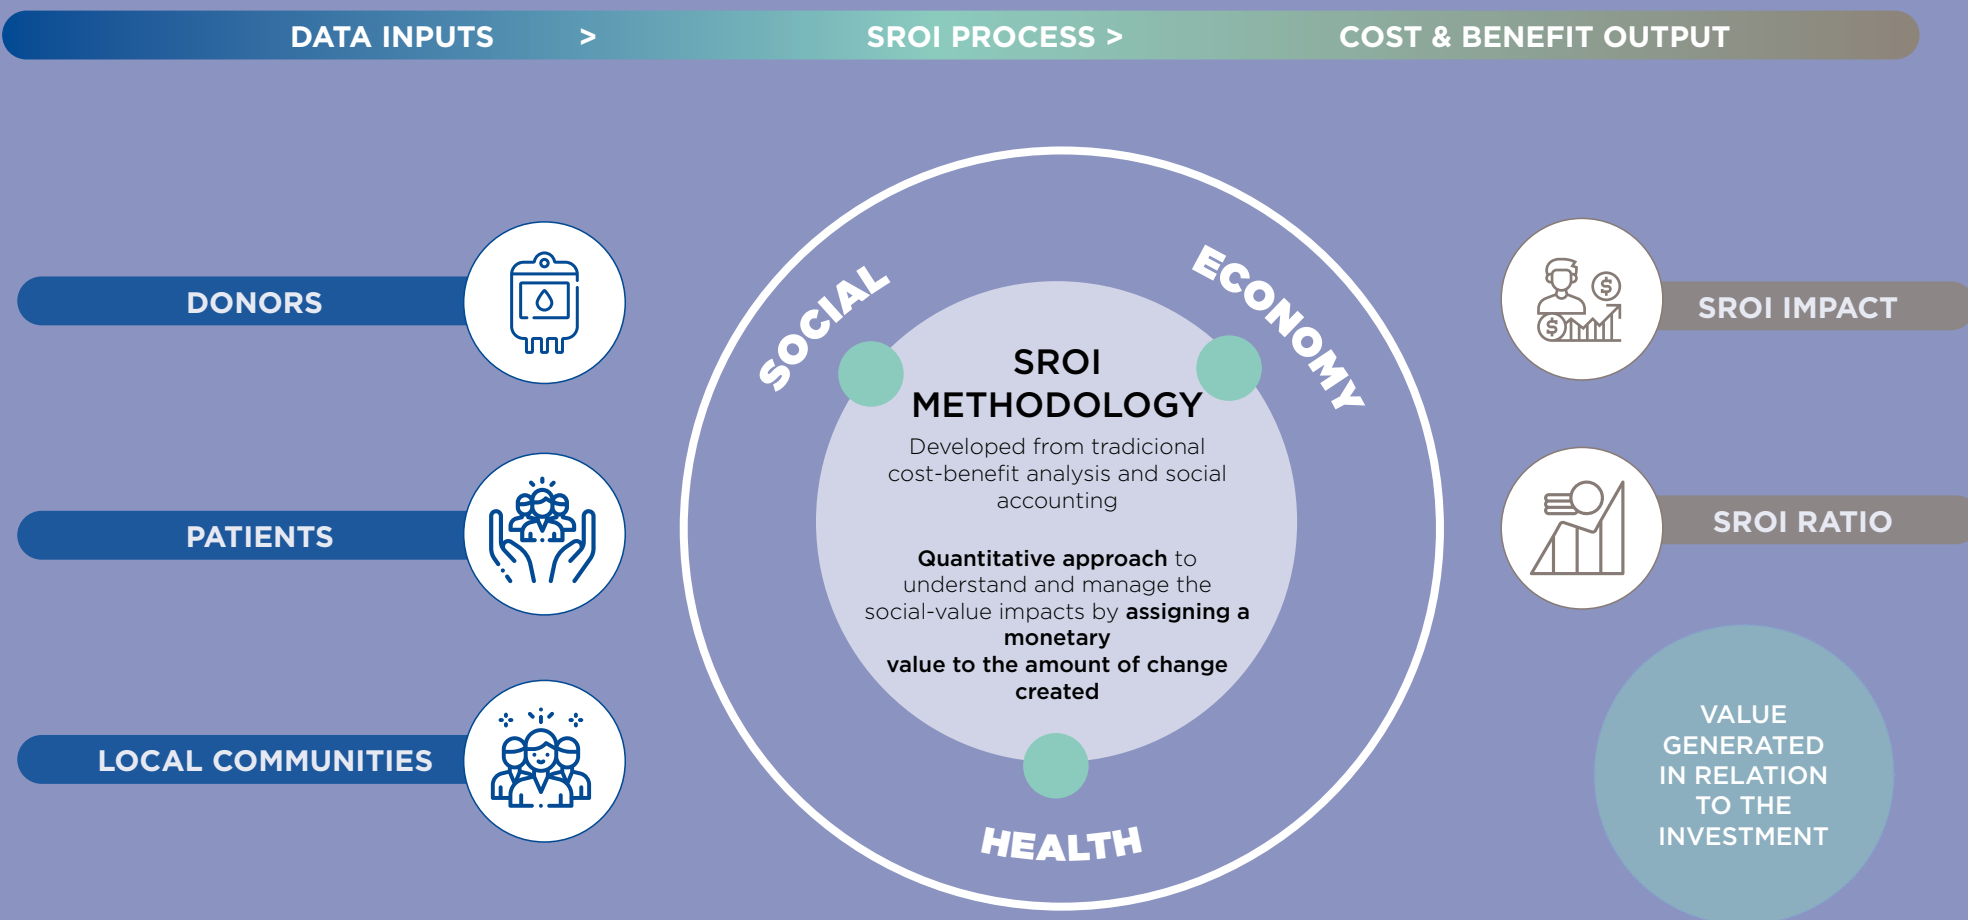 DATA INPUTS >
SROI PROCESS >
COST & BENEFIT OUTPUT
DONORS
PATIENTS
LOCAL COMMUNITIES
SOCIAL
ECONOMY
HEALTH
SROI
METHODOLOGY
Developed from tradicional
cost-benefit analysis and social
accounting
Quantitative approach to
understand and manage the
social-value impacts by assigning a
monetary
value to the amount of change
created
SROI IMPACT
SROI RATIO
VALUE
GENERATED
IN RELATION
TO THE
INVESTMENT